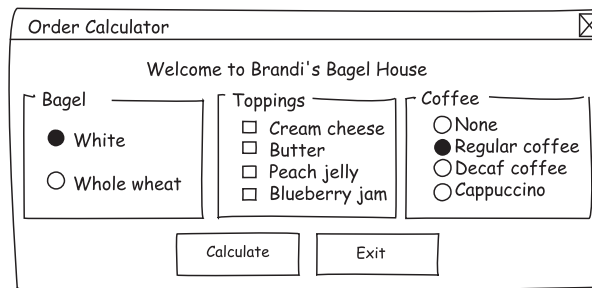 Order Calculator
Welcome to Brandi's Bagel House
Bagel
White
Whole wheat
Toppings
Cream cheese
Butter
Peach jelly
Blueberry jam
Coffee
None
Regular coffee
Decaf coffee
Cappuccino
Calculate
Exit